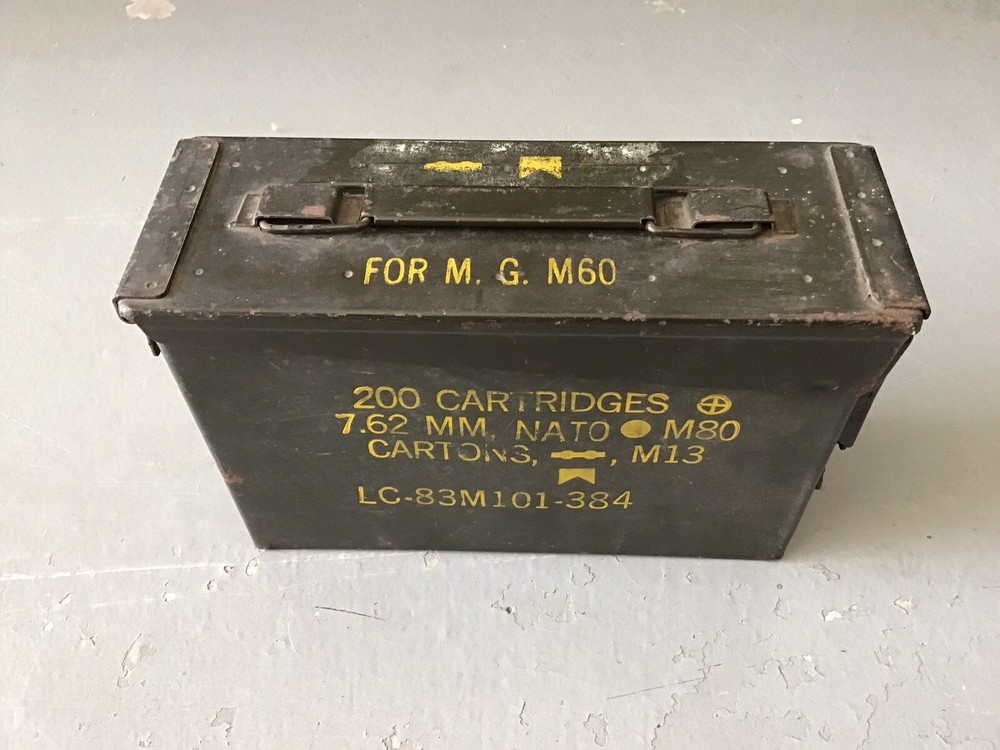 FOR M. G. M60
200 CARTRIDGES ⊕
7.62 MM, NATO ● M80
CARTONS, , M13
LC-83M101-384